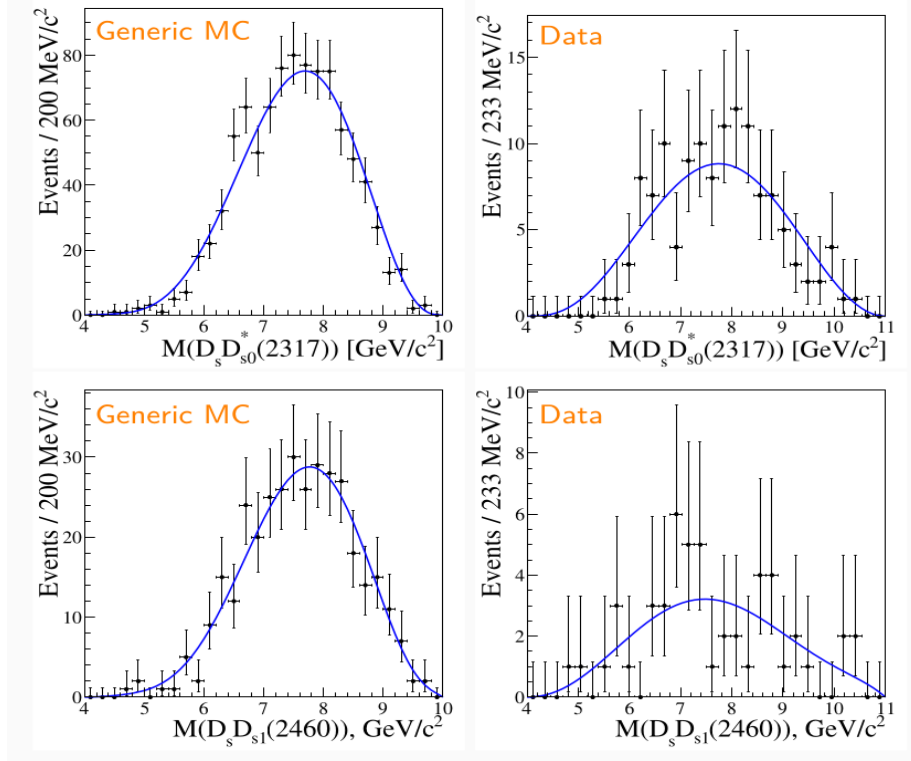 Generic MC
Events / 200 MeV/c²
80
60
40
20
0
4 5 6 7 8 9 10
M(D_sD*_s0(2317)) [GeV/c²]
Data
Events / 233 MeV/c²
15
10
5
0
4 5 6 7 8 9 10 11
M(D_sD*_s0(2317)) [GeV/c²]
Generic MC
Events / 200 MeV/c²
30
20
10
0
4 5 6 7 8 9 10
M(D_sD_s1(2460)), GeV/c²
Data
Events / 233 MeV/c²
10
8
6
4
2
0
4 5 6 7 8 9 10 11
M(D_sD_s1(2460)), GeV/c²